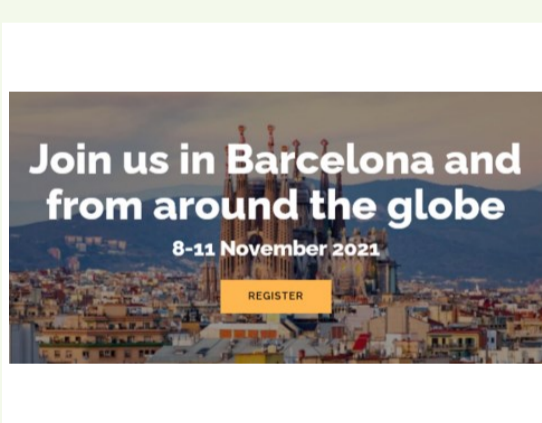 Join us in Barcelona and
from around the globe
8-11 November 2021
REGISTER